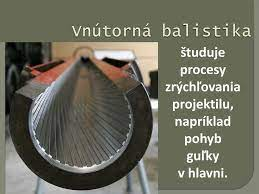 Vnútorná balistika
študuje
procesy
zrýchľovania
projektilu,
napríklad
pohyb
guľky
v hlavni.